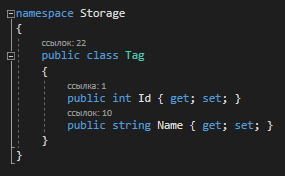 namespace Storage
{
ссылок: 22
public class Tag
{
ссылка: 1
public int Id { get; set; }
ссылок: 10
public string Name { get; set; }
}
}